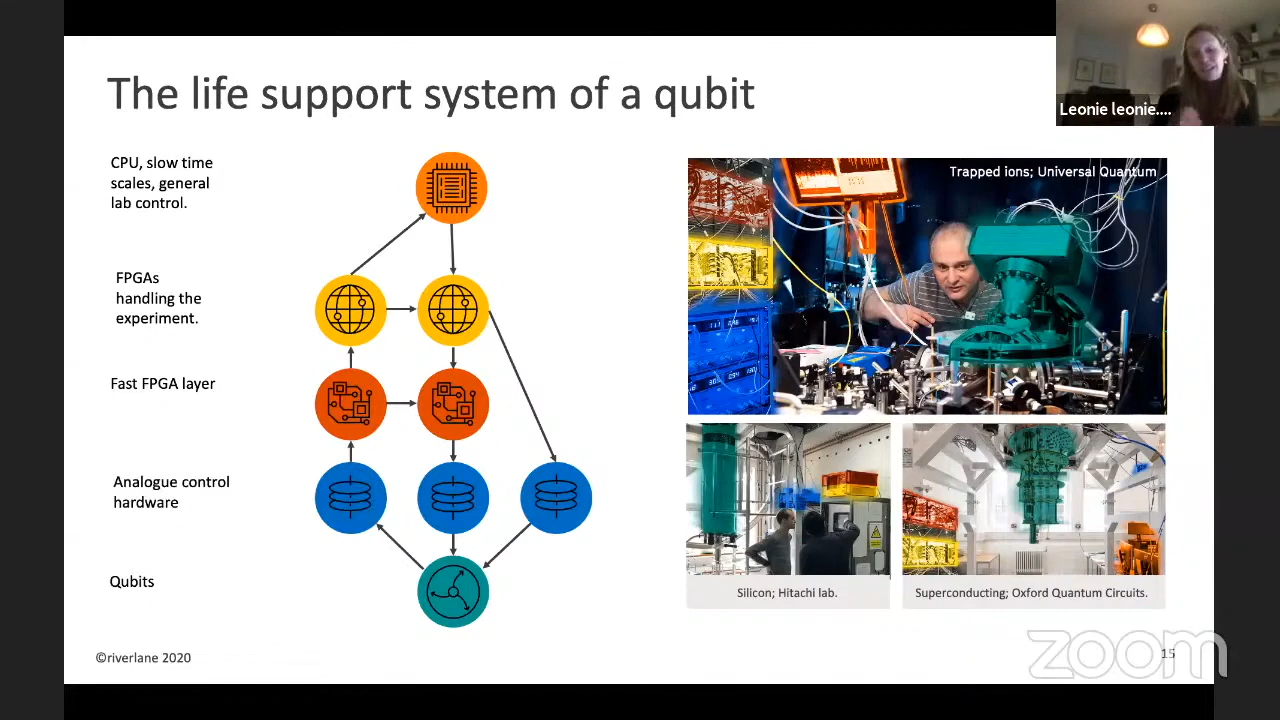 The life support system of a qubit
Leonie leonie....
CPU, slow time
scales, general
lab control.
FPGAs
handling the
experiment.
Fast FPGA layer
Analogue control
hardware
Qubits
Trapped ions; Universal Quantum
Silicon; Hitachi lab.
Superconducting; Oxford Quantum Circuits.
©riverlane 2020
15
zoom